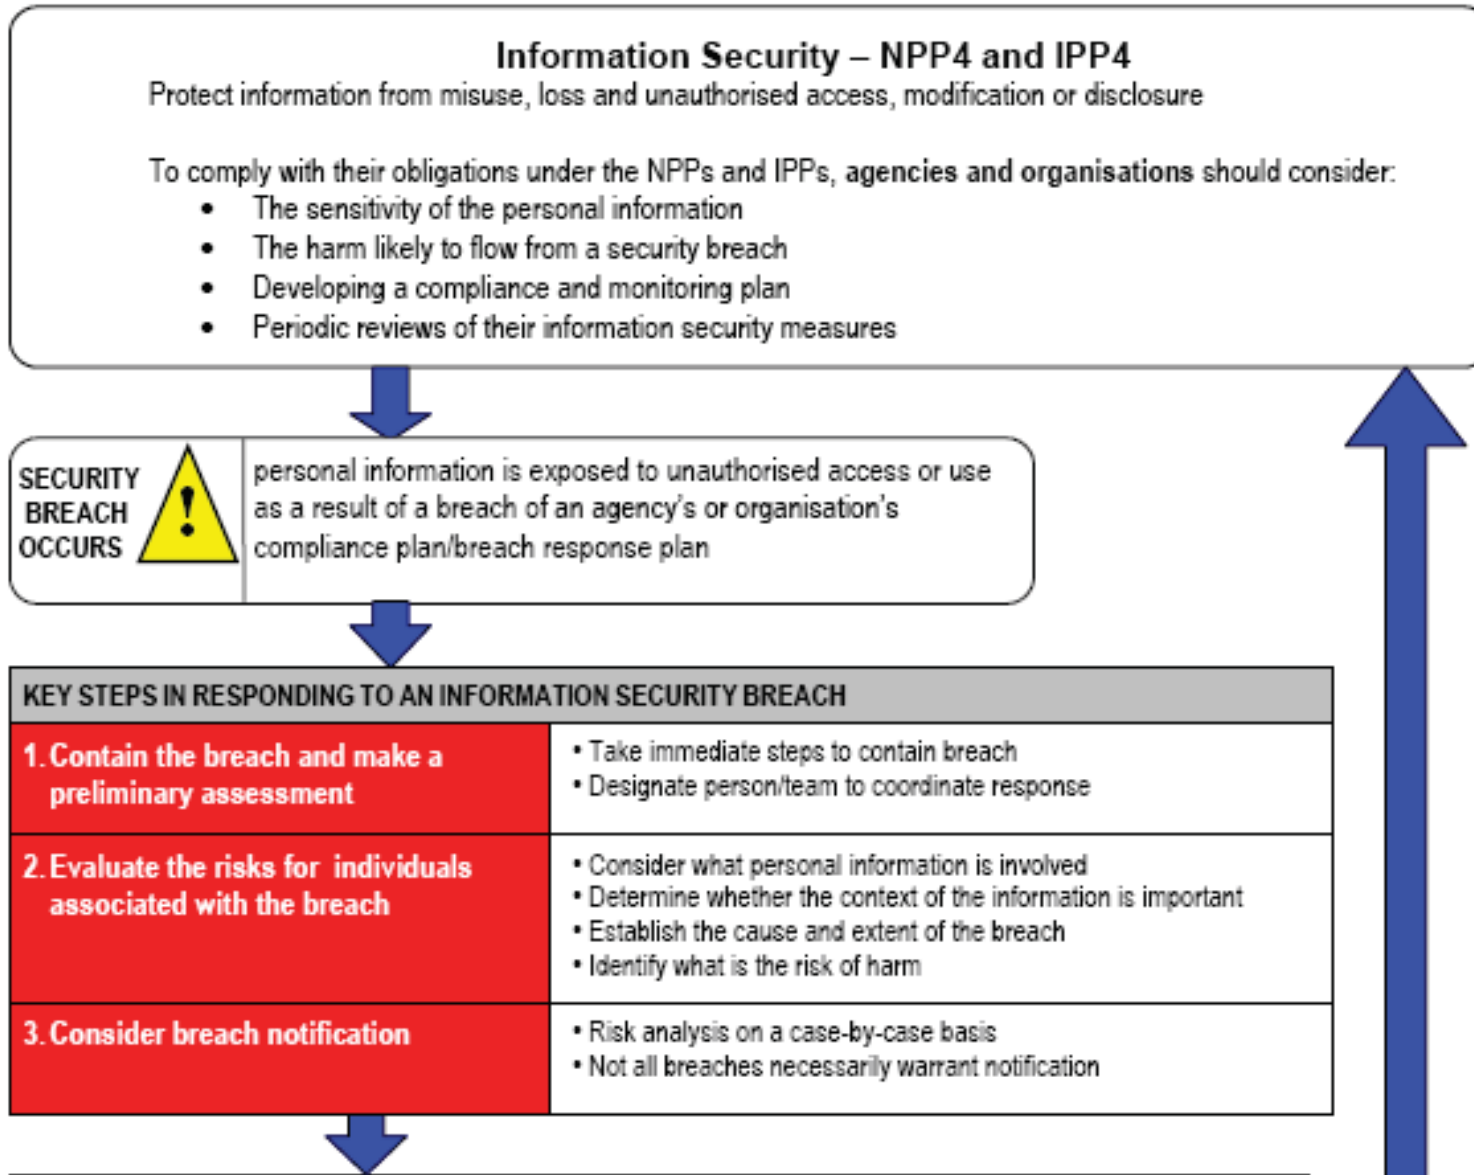 Information Security – NPP4 and IPP4
Protect information from misuse, loss and unauthorised access, modification or disclosure
To comply with their obligations under the NPPs and IPPs, agencies and organisations should consider:
• The sensitivity of the personal information
• The harm likely to flow from a security breach
• Developing a compliance and monitoring plan
• Periodic reviews of their information security measures
SECURITY
BREACH
OCCURS
!
personal information is exposed to unauthorised access or use
as a result of a breach of an agency's or organisation's
compliance plan/breach response plan
KEY STEPS IN RESPONDING TO AN INFORMATION SECURITY BREACH
1. Contain the breach and make a
preliminary assessment
• Take immediate steps to contain breach
• Designate person/team to coordinate response
2. Evaluate the risks for individuals
associated with the breach
• Consider what personal information is involved
• Determine whether the context of the information is important
• Establish the cause and extent of the breach
• Identify what is the risk of harm
3. Consider breach notification
• Risk analysis on a case-by-case basis
• Not all breaches necessarily warrant notification